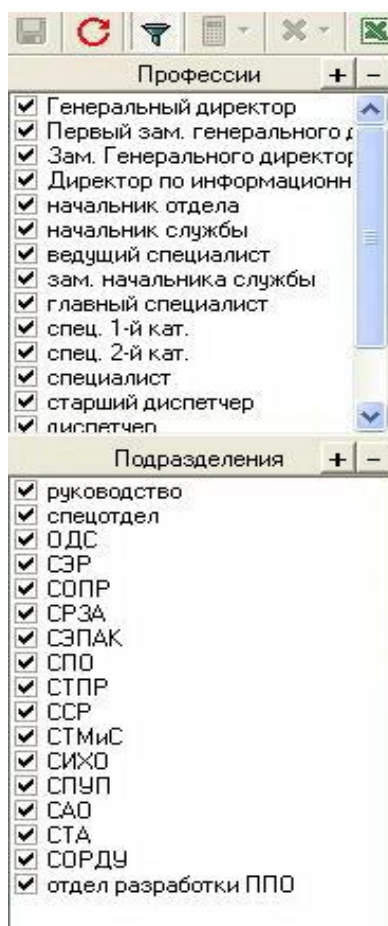 Профессии + -
Генеральный директор
Первый зам. генерального д
Зам. Генерального директор
Директор по информационн
начальник отдела
начальник службы
ведущий специалист
зам. начальника службы
главный специалист
спец. 1-й кат.
спец. 2-й кат.
специалист
старший диспетчер
диспетчер
Подразделения + -
руководство
спецотдел
ОДС
СЭР
СОПР
СРЗА
СЭПАК
СПО
СТПР
ССР
СТМиС
СИХО
СПУП
САО
СТА
СОРДУ
отдел разработки ППО